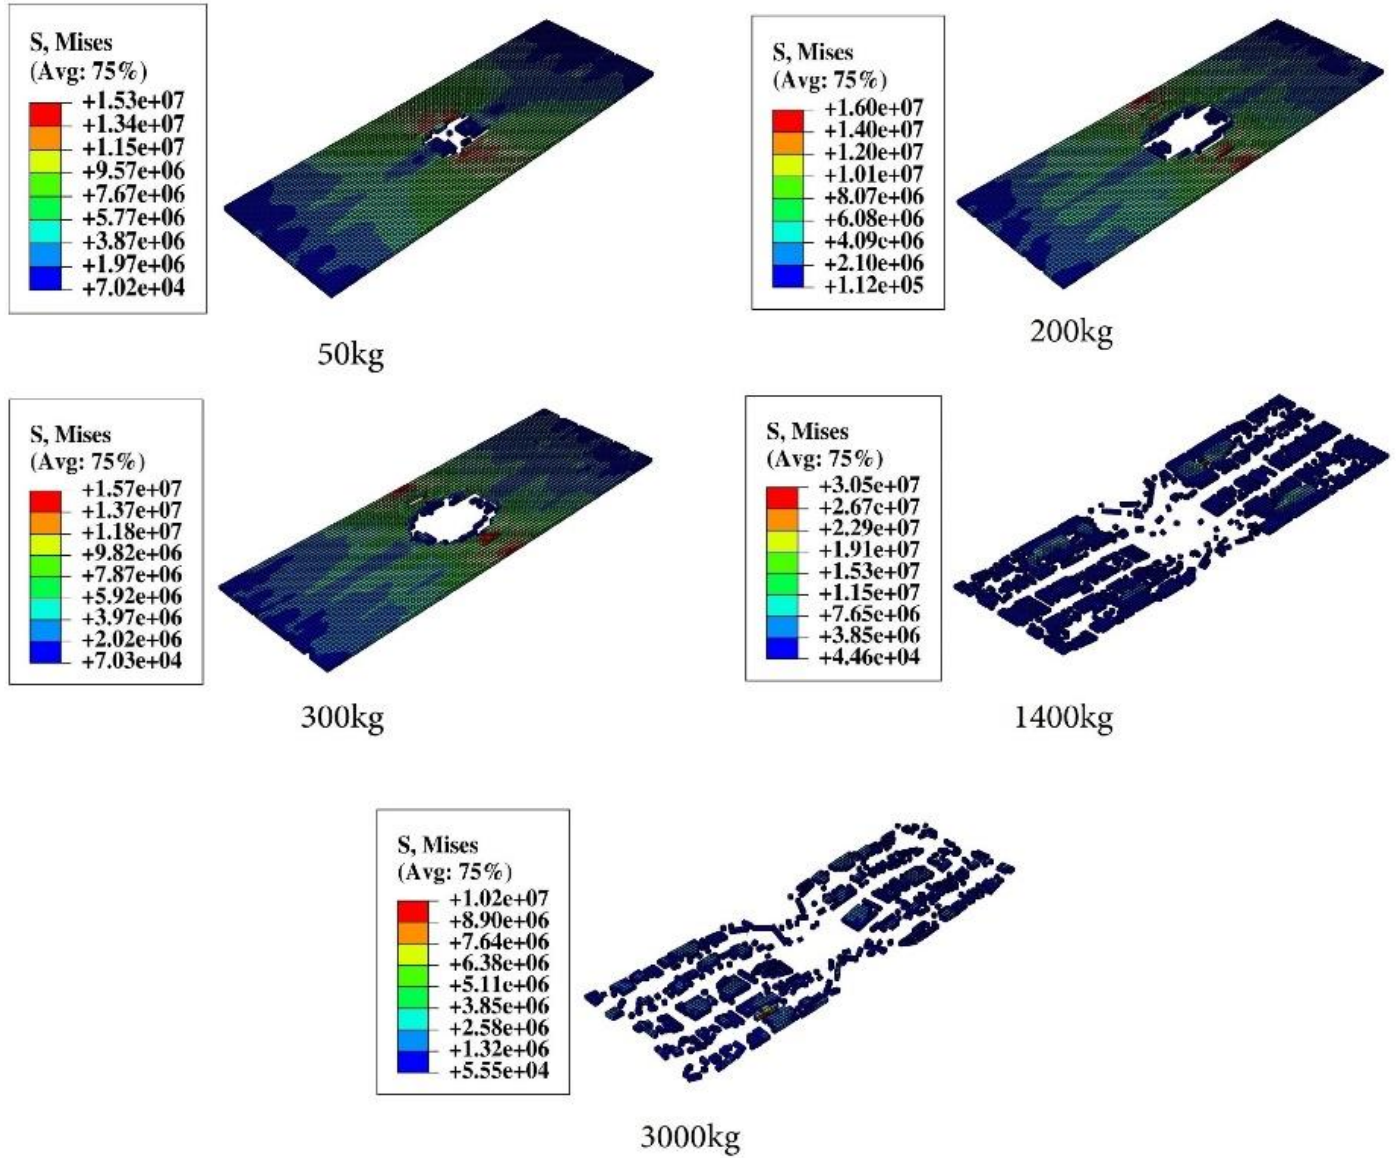 S, Mises
(Avg: 75%)
+1.53e+07
+1.34e+07
+1.15e+07
+9.57e+06
+7.67e+06
+5.77e+06
+3.87e+06
+1.97e+06
+7.02e+04
50kg
S, Mises
(Avg: 75%)
+1.60e+07
+1.40e+07
+1.20e+07
+1.01e+07
+8.07e+06
+6.08e+06
+4.09e+06
+2.10e+06
+1.12e+05
200kg
S, Mises
(Avg: 75%)
+1.57e+07
+1.37e+07
+1.18e+07
+9.82e+06
+7.87e+06
+5.92e+06
+3.97e+06
+2.02e+06
+7.03e+04
300kg
S, Mises
(Avg: 75%)
+3.05e+07
+2.67e+07
+2.29e+07
+1.91e+07
+1.53e+07
+1.15e+07
+7.65e+06
+3.85e+06
+4.46e+04
1400kg
S, Mises
(Avg: 75%)
+1.02e+07
+8.90e+06
+7.64e+06
+6.38e+06
+5.11e+06
+3.85e+06
+2.58e+06
+1.32e+06
+5.55e+04
3000kg